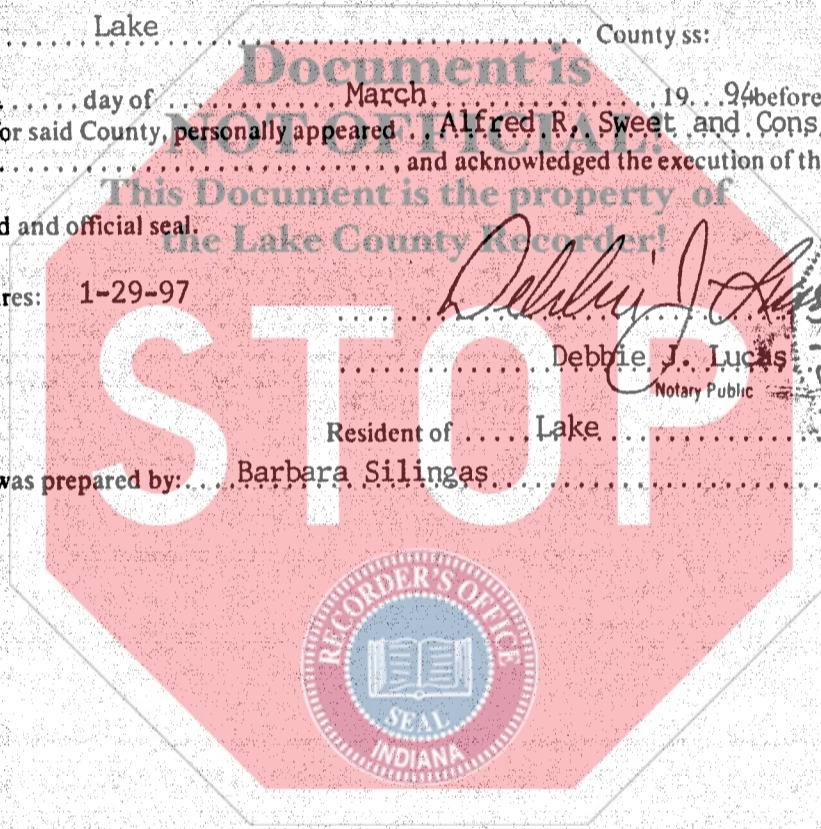 Lake County ss:
Document is
day of March 19 94 before
or said County, personally appeared Alfred R. Sweet and Cons
NOT OFFICIAL!
, and acknowledged the execution of th
This Document is the property of
d and official seal.
the Lake County Recorder!
res: 1-29-97
Debbie J. Lucas
STOP
Debbie J. Lucas
Notary Public
Resident of Lake
was prepared by: Barbara Silingas
RECORDER'S OFFICE
SEAL
INDIANA